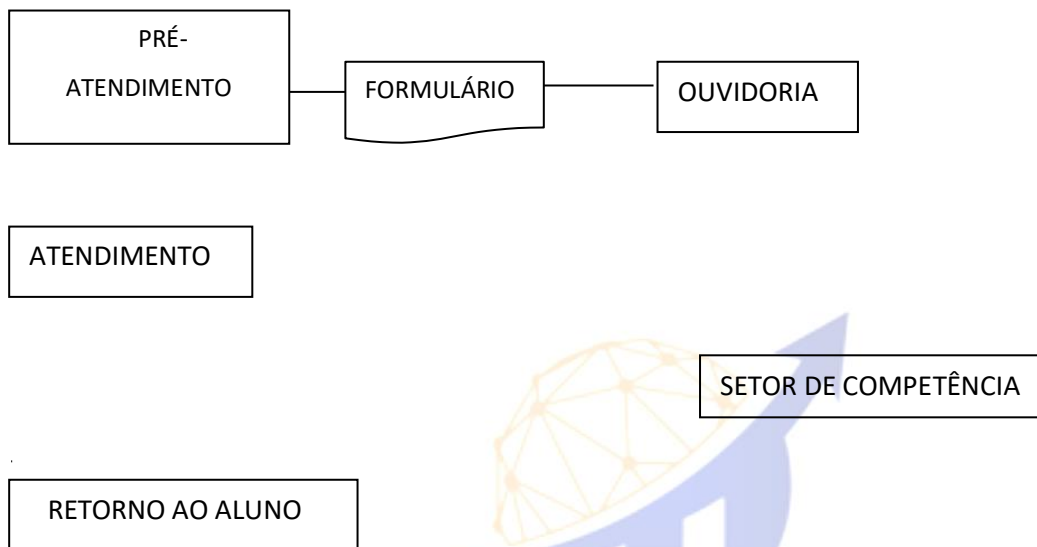 PRÉ-
ATENDIMENTO
FORMULÁRIO
OUVIDORIA
ATENDIMENTO
SETOR DE COMPETÊNCIA
RETORNO AO ALUNO